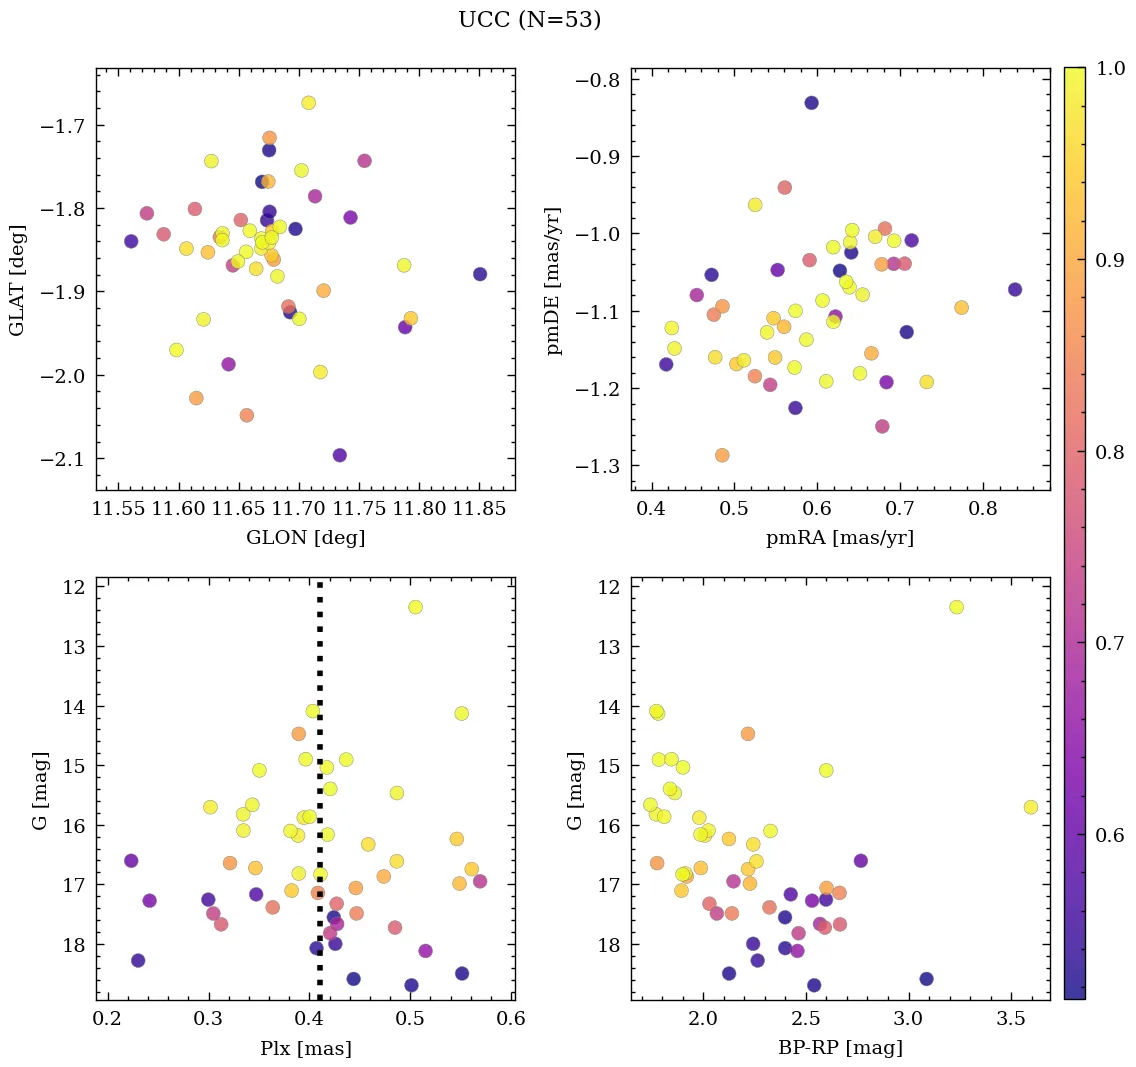 UCC (N=53)
−1.7
−1.8
−1.9
−2.0
−2.1
GLAT [deg]
11.55 11.60 11.65 11.70 11.75 11.80 11.85
GLON [deg]
−0.8
−0.9
−1.0
−1.1
−1.2
−1.3
pmDE [mas/yr]
0.4 0.5 0.6 0.7 0.8
pmRA [mas/yr]
12
13
14
15
16
17
18
G [mag]
0.2 0.3 0.4 0.5 0.6
Plx [mas]
12
13
14
15
16
17
18
G [mag]
2.0 2.5 3.0 3.5
BP-RP [mag]
1.0
0.9
0.8
0.7
0.6